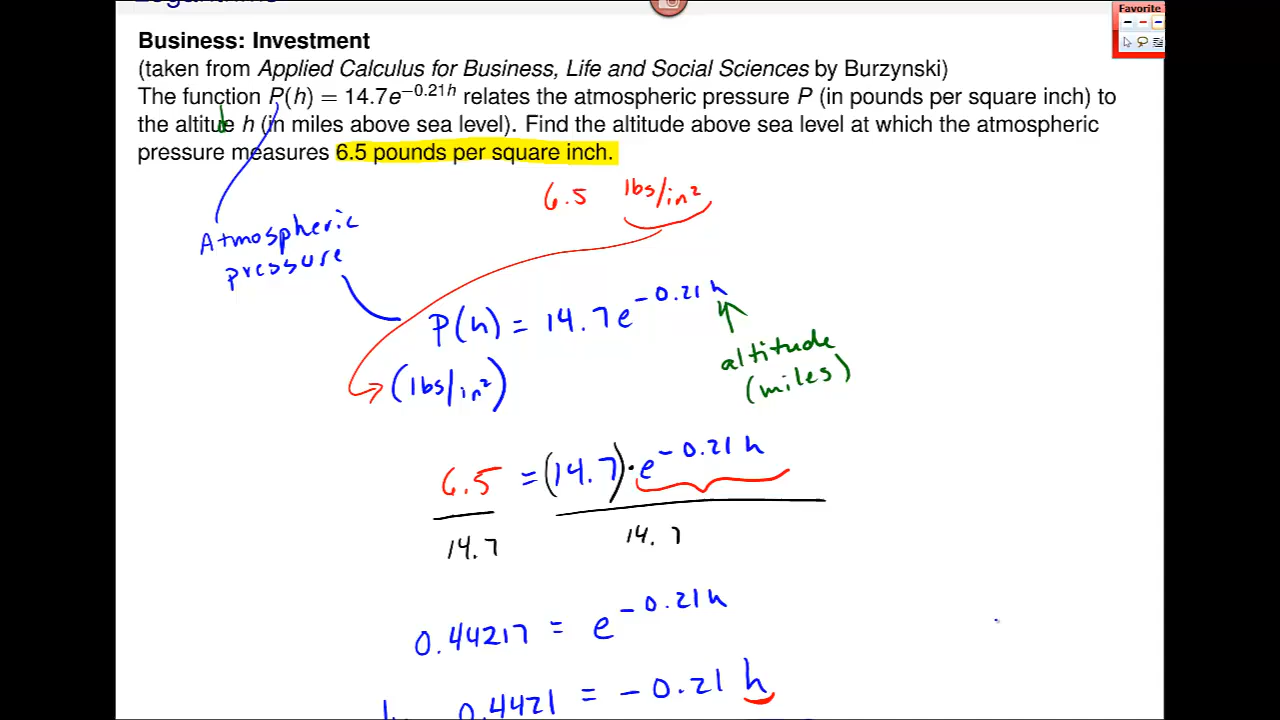 Logarithms
Favorite
Business: Investment
(taken from Applied Calculus for Business, Life and Social Sciences by Burzynski)
The function P(h) = 14.7e^−0.21h relates the atmospheric pressure P (in pounds per square inch) to
the altitude h (in miles above sea level). Find the altitude above sea level at which the atmospheric
pressure measures 6.5 pounds per square inch.
6.5 lbs/in²
Atmospheric
pressure
P(h) = 14.7e^−0.21h
(lbs/in²)
altitude
(miles)
6.5 = (14.7)·e^−0.21h
14.7 14.7
0.44217 = e^−0.21h
0.4421 = −0.21 h